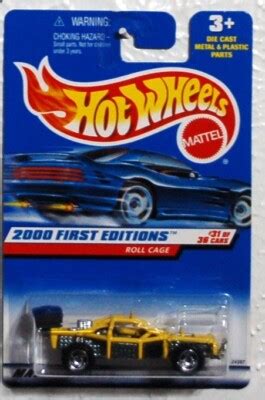 WARNING:
CHOKING HAZARD-
Small parts. Not for children
under 3 years.
3+
DIE CAST
METAL & PLASTIC
PARTS
Hot Wheels
MATTEL
2000 FIRST EDITIONS™
#31 OF
36 CARS
ROLL CAGE